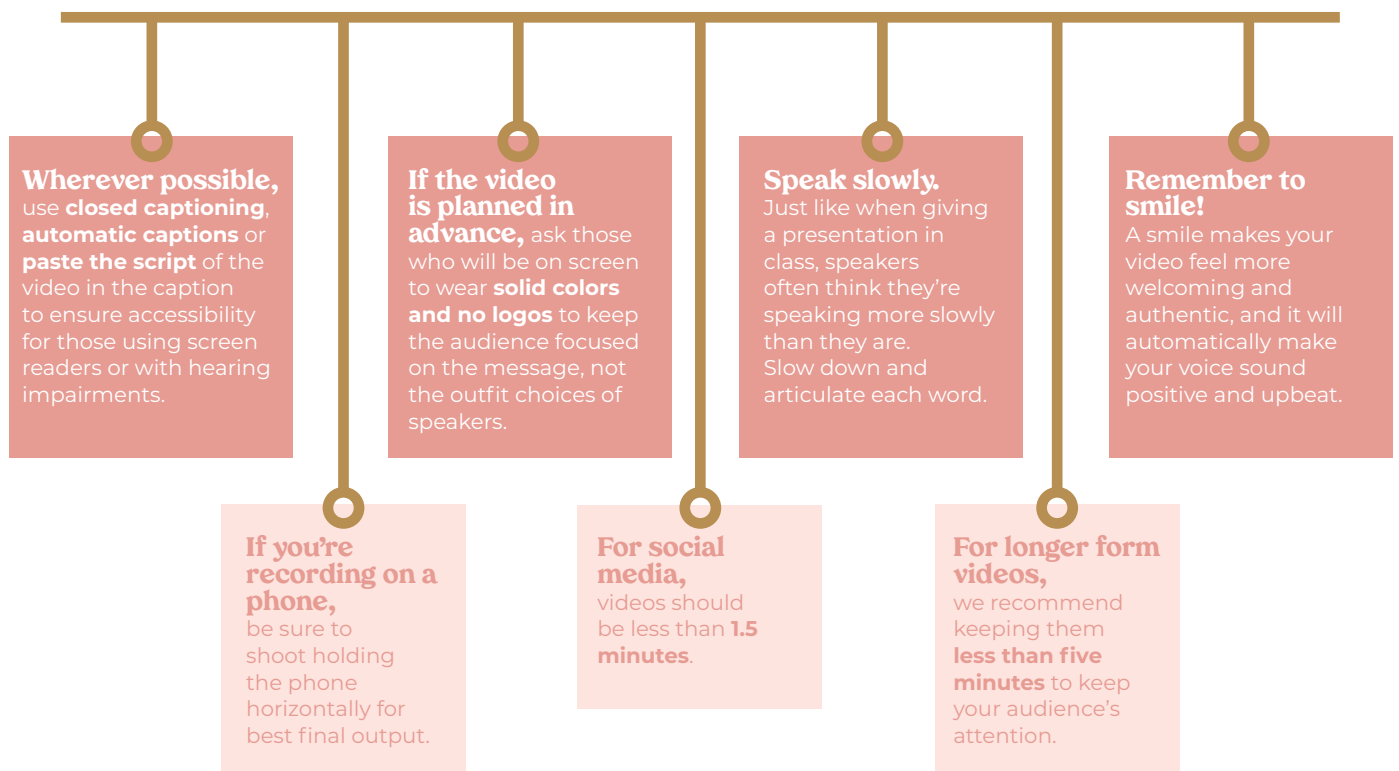 Wherever possible,
use closed captioning,
automatic captions or
paste the script of the
video in the caption
to ensure accessibility
for those using screen
readers or with hearing
impairments.
If you’re
recording on a
phone,
be sure to
shoot holding
the phone
horizontally for
best final output.
If the video
is planned in
advance, ask those
who will be on screen
to wear solid colors
and no logos to keep
the audience focused
on the message, not
the outfit choices of
speakers.
For social
media,
videos should
be less than 1.5
minutes.
Speak slowly.
Just like when giving
a presentation in
class, speakers
often think they’re
speaking more slowly
than they are.
Slow down and
articulate each word.
For longer form
videos,
we recommend
keeping them
less than five
minutes to keep
your audience’s
attention.
Remember to
smile!
A smile makes your
video feel more
welcoming and
authentic, and it will
automatically make
your voice sound
positive and upbeat.